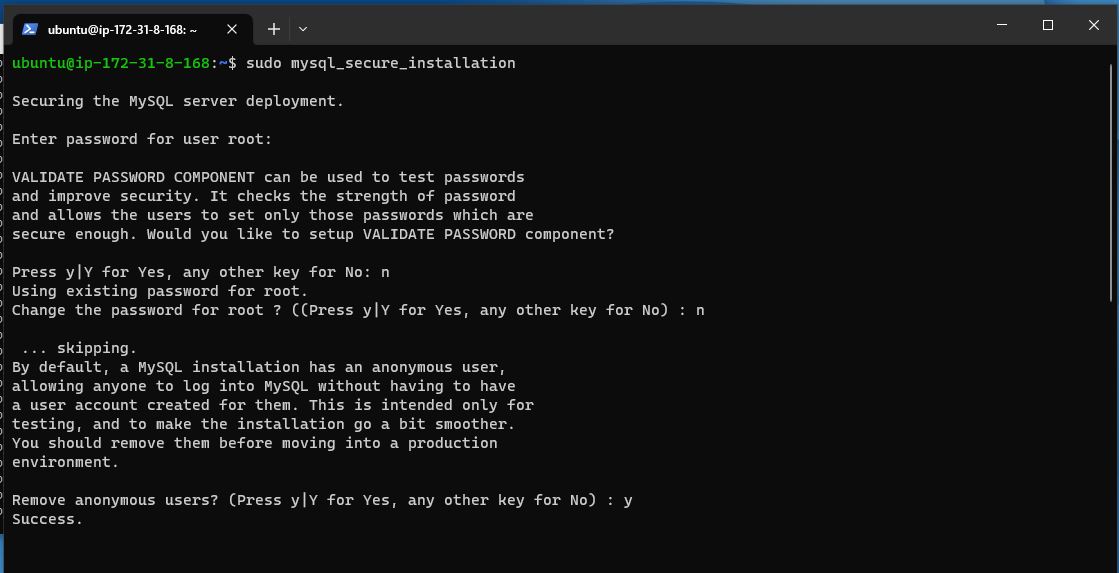 ubuntu@ip-172-31-8-168: ~
ubuntu@ip-172-31-8-168:~$ sudo mysql_secure_installation
Securing the MySQL server deployment.
Enter password for user root:
VALIDATE PASSWORD COMPONENT can be used to test passwords
and improve security. It checks the strength of password
and allows the users to set only those passwords which are
secure enough. Would you like to setup VALIDATE PASSWORD component?
Press y|Y for Yes, any other key for No: n
Using existing password for root.
Change the password for root ? ((Press y|Y for Yes, any other key for No) : n
... skipping.
By default, a MySQL installation has an anonymous user,
allowing anyone to log into MySQL without having to have
a user account created for them. This is intended only for
testing, and to make the installation go a bit smoother.
You should remove them before moving into a production
environment.
Remove anonymous users? (Press y|Y for Yes, any other key for No) : y
Success.